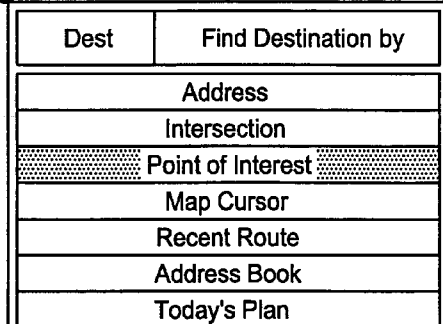 Dest Find Destination by
Address
Intersection
Point of Interest
Map Cursor
Recent Route
Address Book
Today's Plan